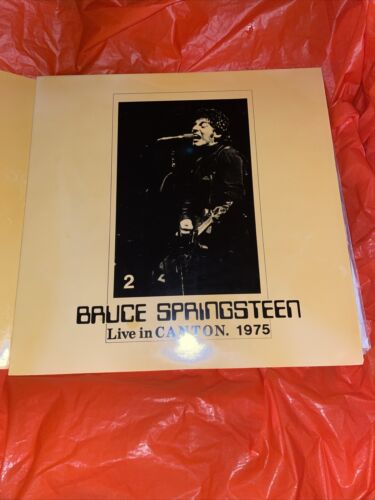 2
BRUCE SPRINGSTEEN
Live in CANTON. 1975